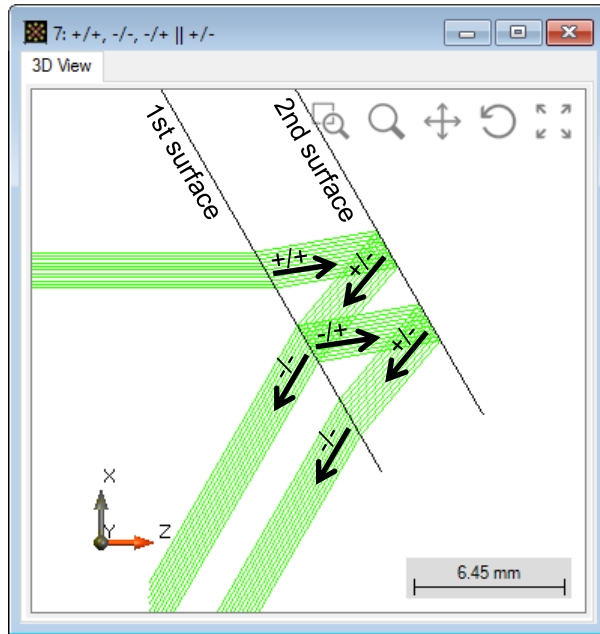 7: +/+, -/-, -/+ || +/-
3D View
1st surface
2nd surface
+/+
+/-
-/+
+/-
-/-
-/-
X
Y
Z
6.45 mm